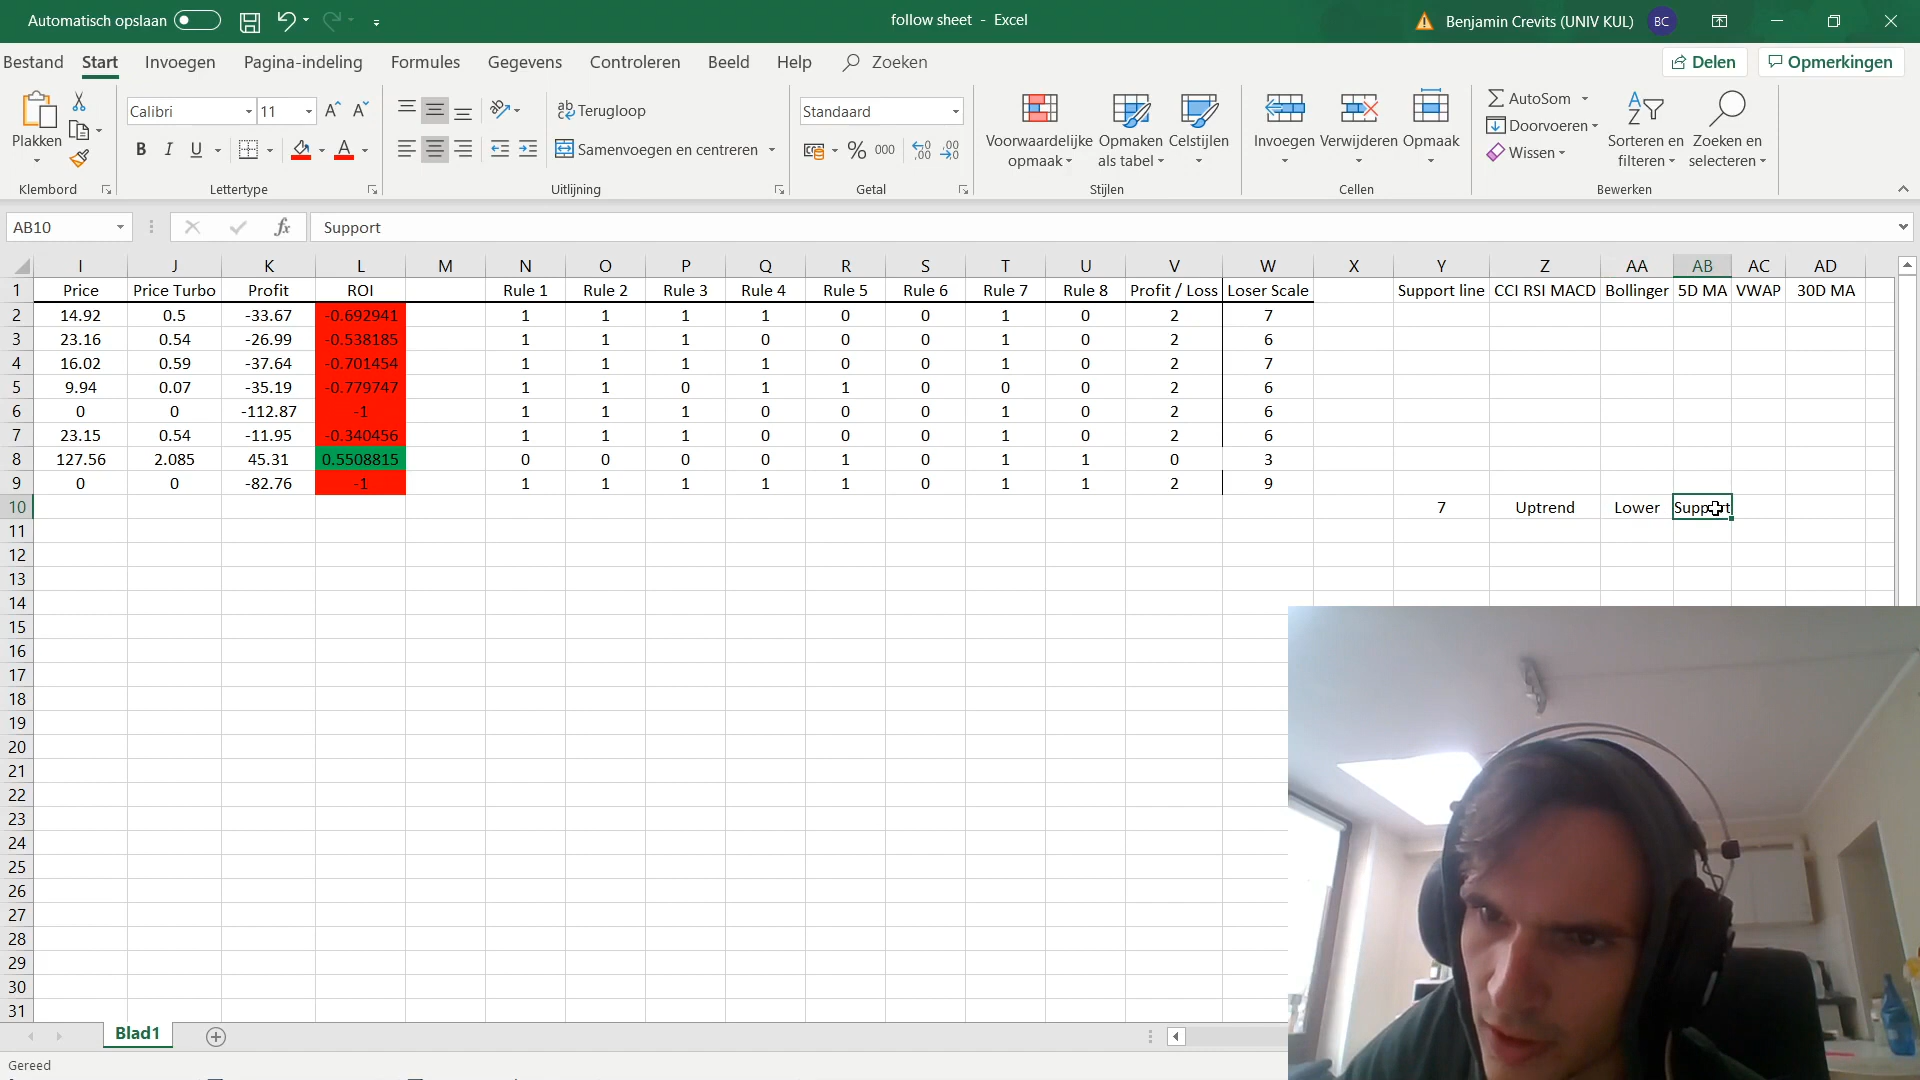 Automatisch opslaan
follow sheet - Excel
Benjamin Crevits (UNIV KUL) BC
Bestand Start Invoegen Pagina-indeling Formules Gegevens Controleren Beeld Help Zoeken Delen Opmerkingen
Plakken
Klembord
Calibri 11
B I U
Lettertype
Terugloop
Samenvoegen en centreren
Uitlijning
Standaard
% 000
Getal
Voorwaardelijke opmaak
Opmaken als tabel
Celstijlen
Stijlen
Invoegen Verwijderen Opmaak
Cellen
AutoSom
Doorvoeren
Wissen
Sorteren en filteren
Zoeken en selecteren
Bewerken
AB10 fx Support
I J K L M N O P Q R S T U V W X Y Z AA AB AC AD
1 Price Price Turbo Profit ROI Rule 1 Rule 2 Rule 3 Rule 4 Rule 5 Rule 6 Rule 7 Rule 8 Profit / Loss Loser Scale Support line CCI RSI MACD Bollinger 5D MA VWAP 30D MA
2 14.92 0.5 -33.67 -0.692941 1 1 1 1 0 0 1 0 2 7
3 23.16 0.54 -26.99 -0.538185 1 1 1 0 0 0 1 0 2 6
4 16.02 0.59 -37.64 -0.701454 1 1 1 1 0 0 1 0 2 7
5 9.94 0.07 -35.19 -0.779747 1 1 0 1 1 0 0 0 2 6
6 0 0 -112.87 -1 1 1 1 0 0 0 1 0 2 6
7 23.15 0.54 -11.95 -0.340456 1 1 1 0 0 0 1 0 2 6
8 127.56 2.085 45.31 0.5508815 0 0 0 0 1 0 1 1 0 3
9 0 0 -82.76 -1 1 1 1 1 1 0 1 1 2 9
10 7 Uptrend Lower Support
11
12
13
14
15
16
17
18
19
20
21
22
23
24
25
26
27
28
29
30
31
Blad1
Gereed